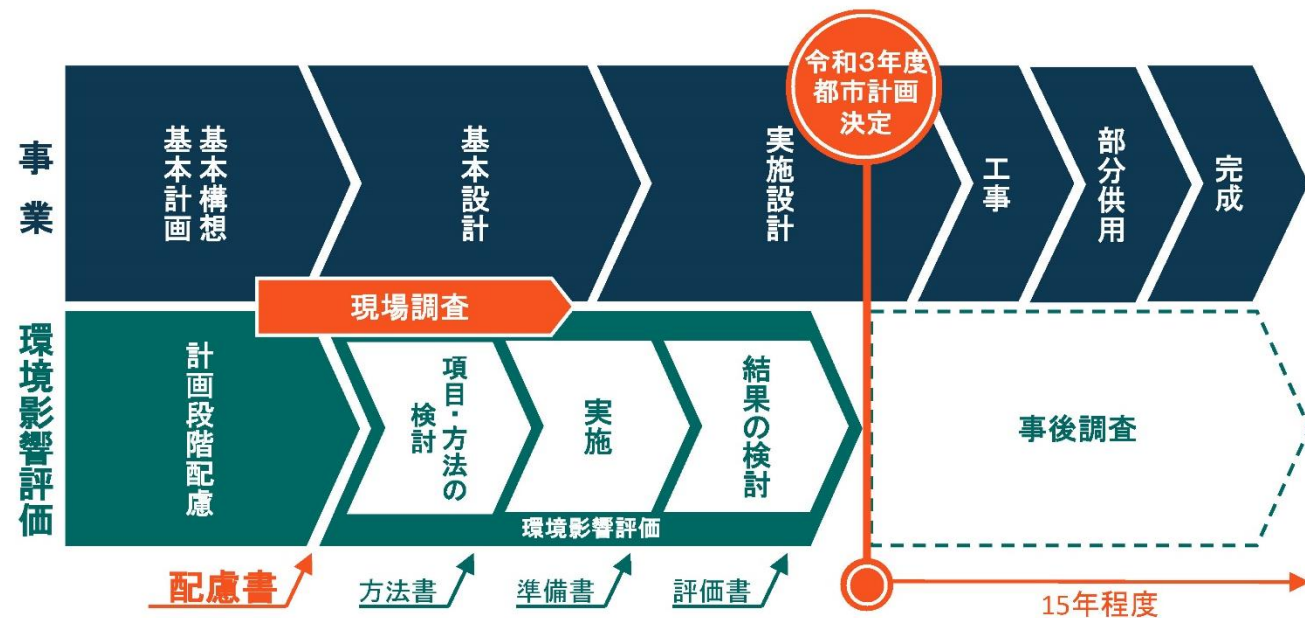 令和3年度
都市計画
決定
事業
基本構想
基本計画
基本設計
実施設計
工事
部分供用
完成
現場調査
環境影響評価
計画段階配慮
項目・方法の
検討
実施
結果の検討
環境影響評価
事後調査
配慮書
方法書
準備書
評価書
15年程度